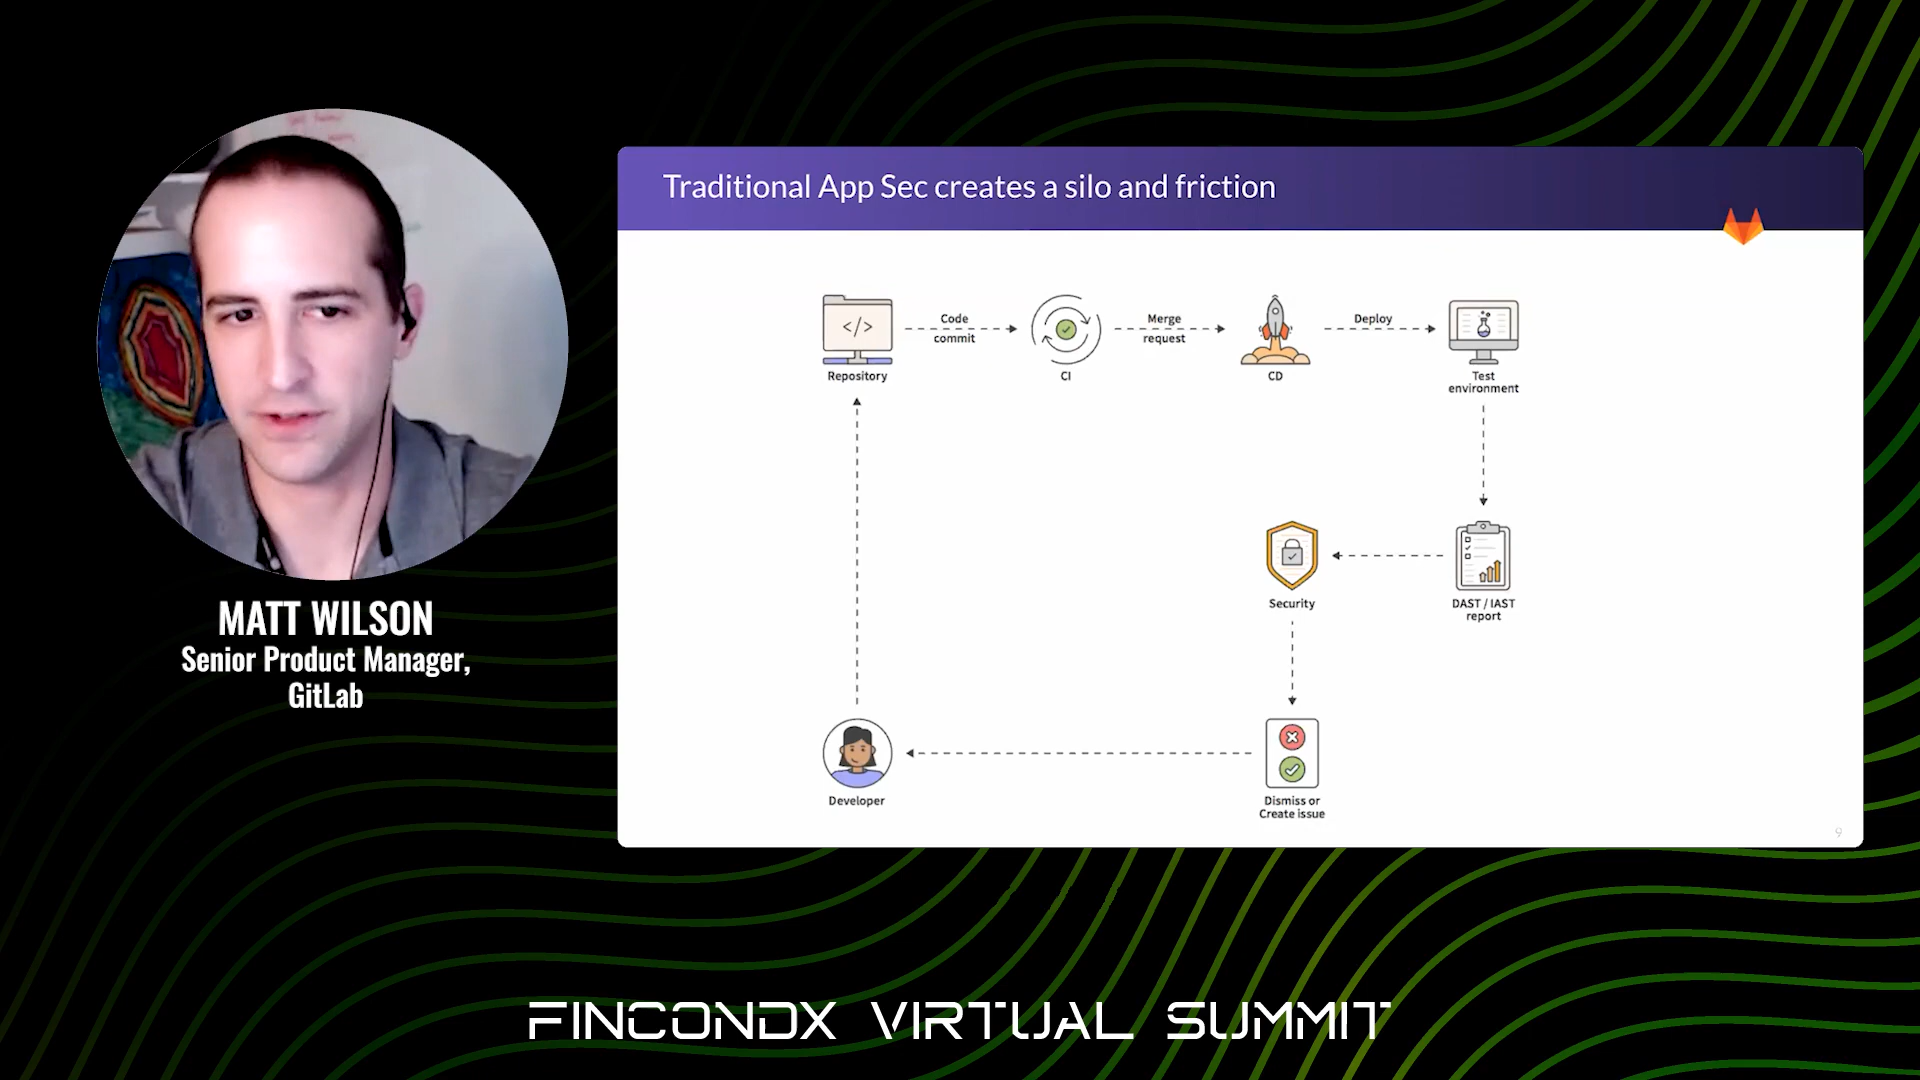 Traditional App Sec creates a silo and friction
</>
Code
commit
Merge
request
Deploy
Repository
CI
CD
Test
environment
Security
DAST / IAST
report
Developer
Dismiss or
Create issue
9
MATT WILSON
Senior Product Manager,
GitLab
FINCONDX VIRTUAL SUMMIT